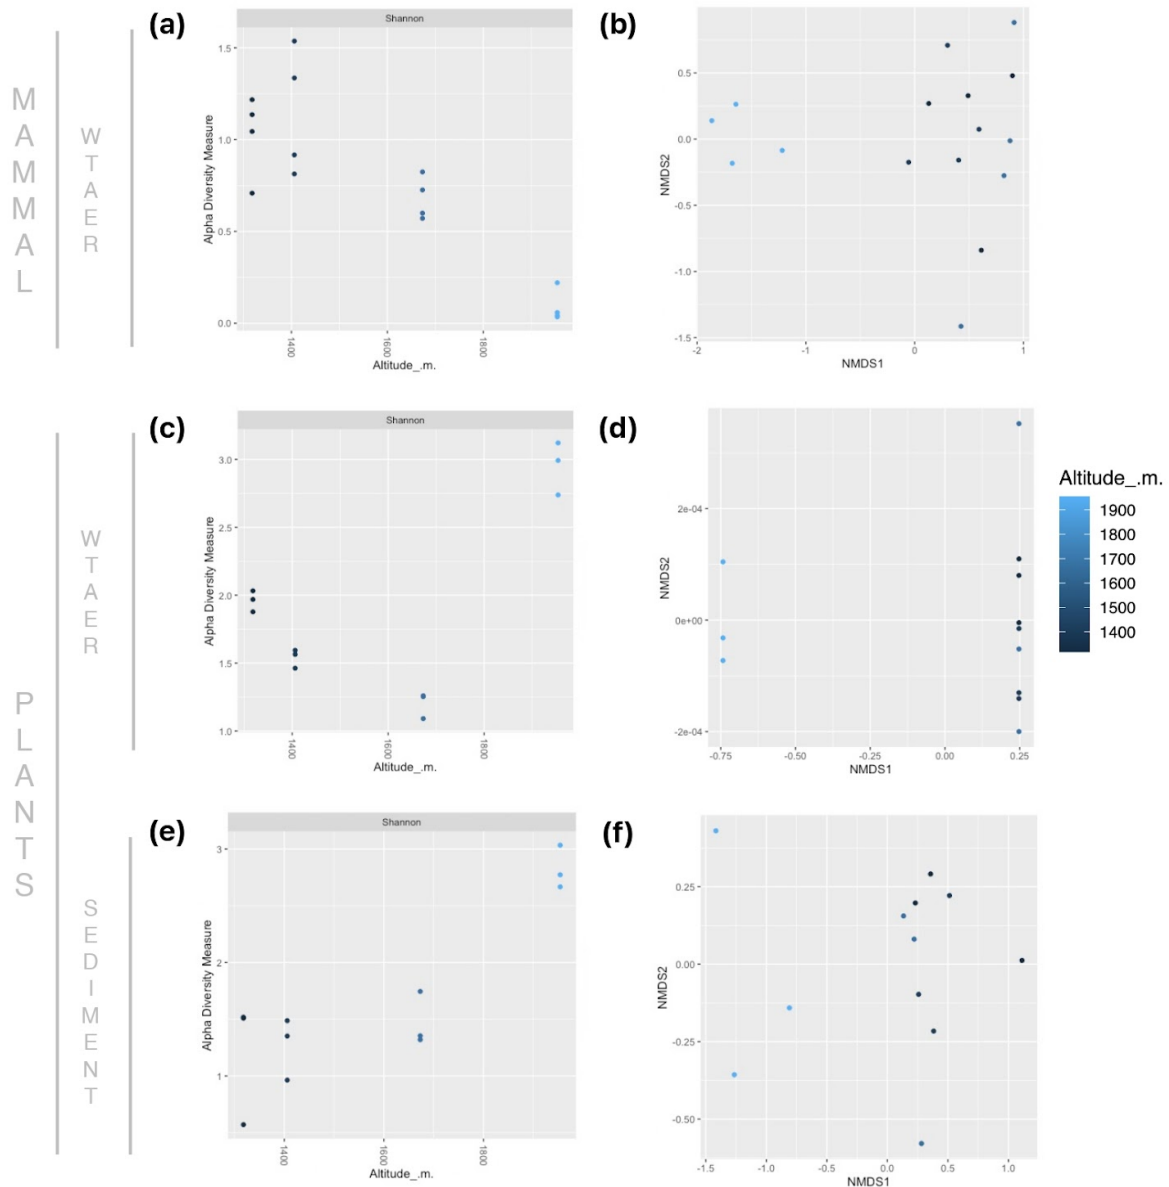 MAMMAL
WTAER
(a)
Shannon
Alpha Diversity Measure
1.5
1.0
0.5
0.0
1400
1600
1800
Altitude_.m.
(b)
NMDS2
0.5
0.0
-0.5
-1.0
-1.5
-2
-1
0
1
NMDS1
PLANTS
WTAER
(c)
Shannon
Alpha Diversity Measure
3.0
2.5
2.0
1.5
1.0
1400
1600
1800
Altitude_.m.
(d)
NMDS2
2e-04
0e+00
-2e-04
-0.75
-0.50
-0.25
0.00
0.25
NMDS1
Altitude_.m.
1900
1800
1700
1600
1500
1400
SEDIMENT
(e)
Shannon
Alpha Diversity Measure
3
2
1
1400
1600
1800
Altitude_.m.
(f)
NMDS2
0.25
0.00
-0.25
-0.50
-1.5
-1.0
-0.5
0.0
0.5
1.0
NMDS1